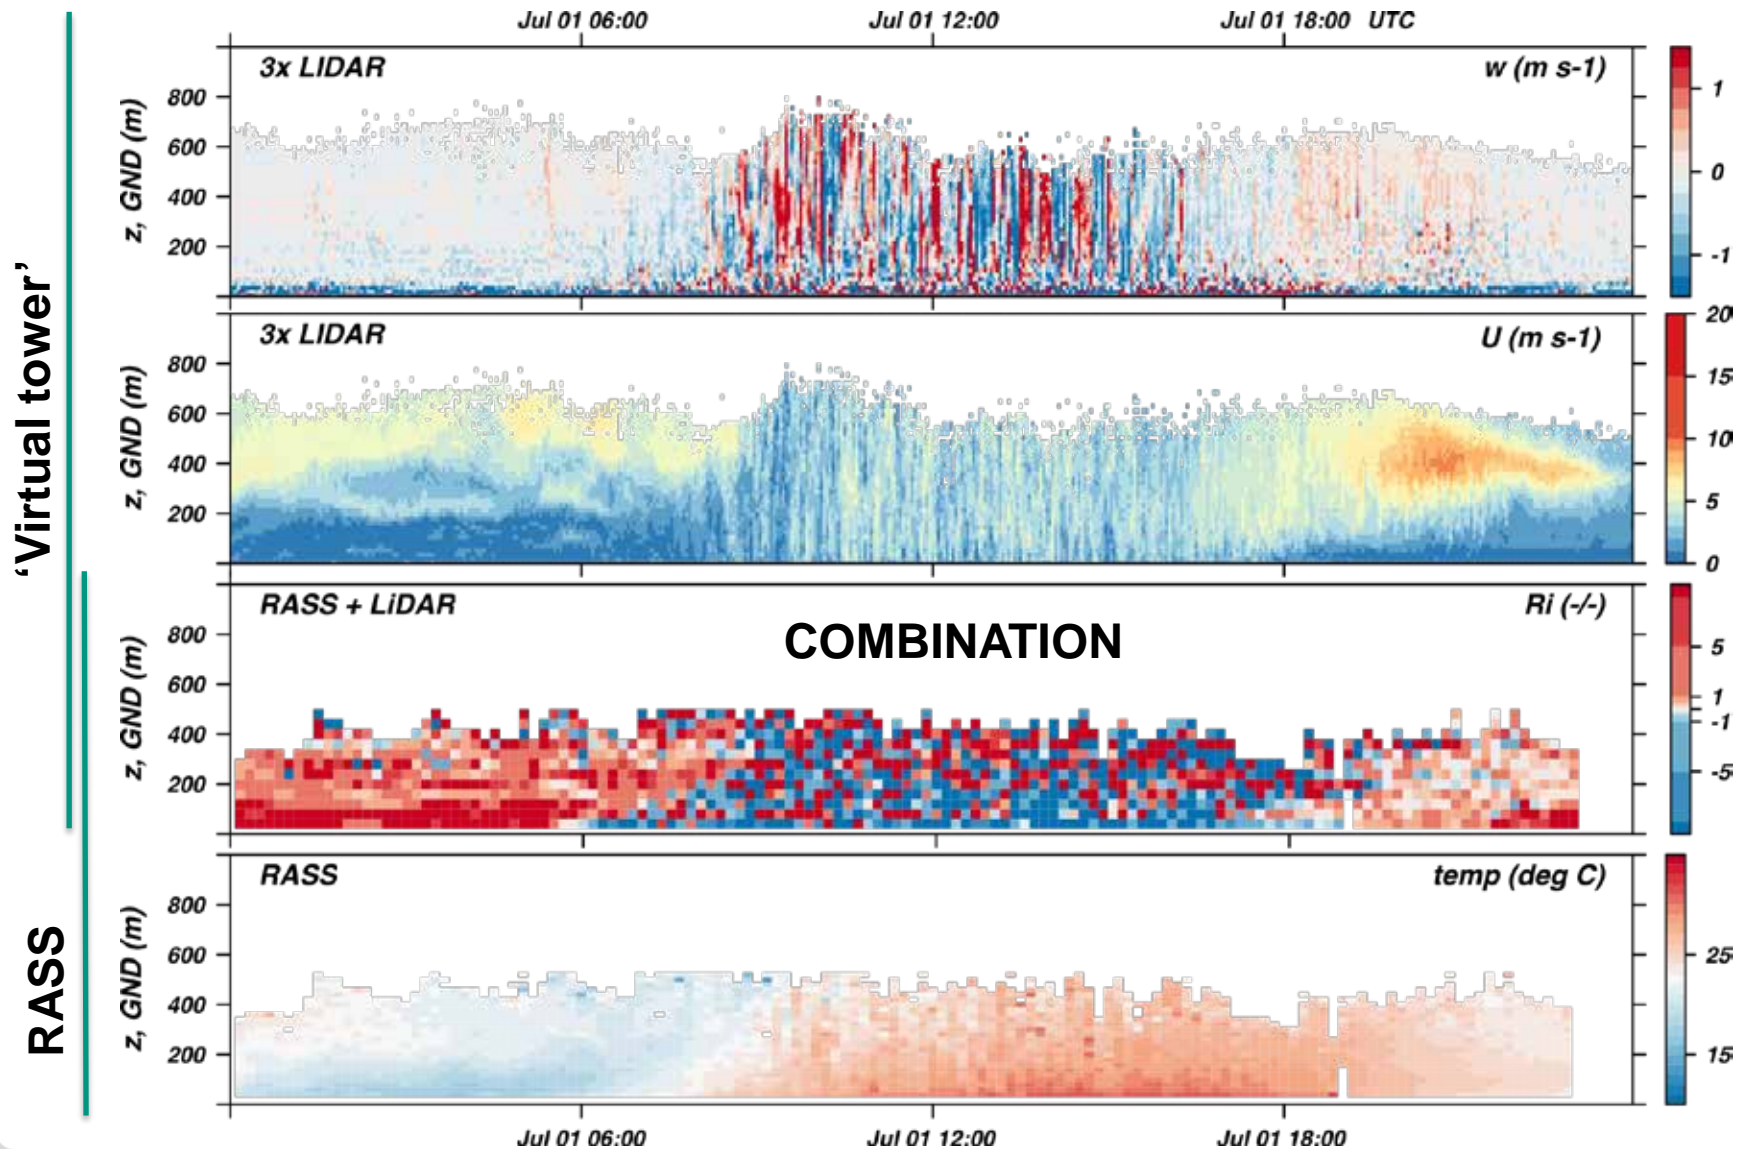 Jul 01 06:00 Jul 01 12:00 Jul 01 18:00 UTC
‘Virtual tower’
RASS
3x LIDAR w (m s-1)
z, GND (m)
800
600
400
200
1
0
-1
3x LIDAR U (m s-1)
z, GND (m)
800
600
400
200
20
15
10
5
0
RASS + LiDAR Ri (-/-)
COMBINATION
z, GND (m)
800
600
400
200
5
1
-1
-5
RASS temp (deg C)
z, GND (m)
800
600
400
200
25
15
Jul 01 06:00 Jul 01 12:00 Jul 01 18:00